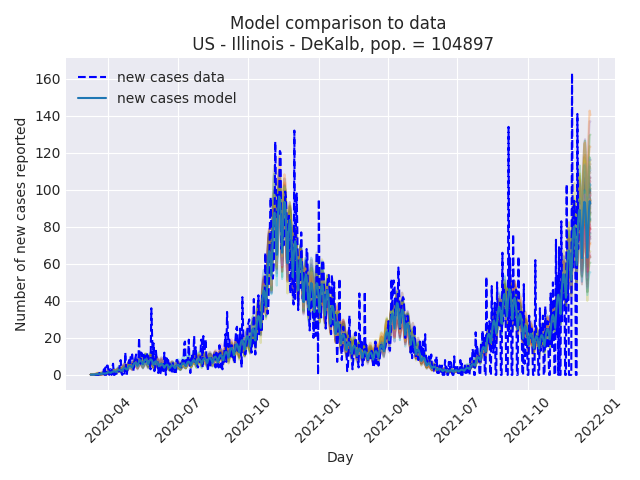 Model comparison to data
US - Illinois - DeKalb, pop. = 104897
new cases data
new cases model
Number of new cases reported
160
140
120
100
80
60
40
20
0
2020-04
2020-07
2020-10
2021-01
2021-04
2021-07
2021-10
2022-01
Day